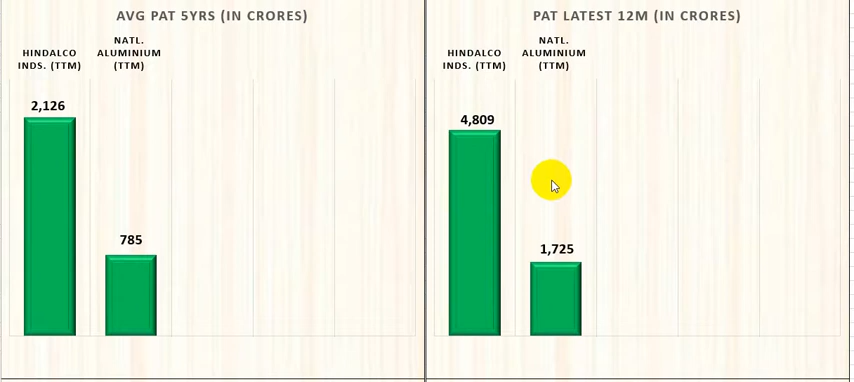 AVG PAT 5YRS (IN CRORES)
HINDALCO
INDS. (TTM)
NATL.
ALUMINIUM
(TTM)
2,126
785
PAT LATEST 12M (IN CRORES)
HINDALCO
INDS. (TTM)
NATL.
ALUMINIUM
(TTM)
4,809
1,725